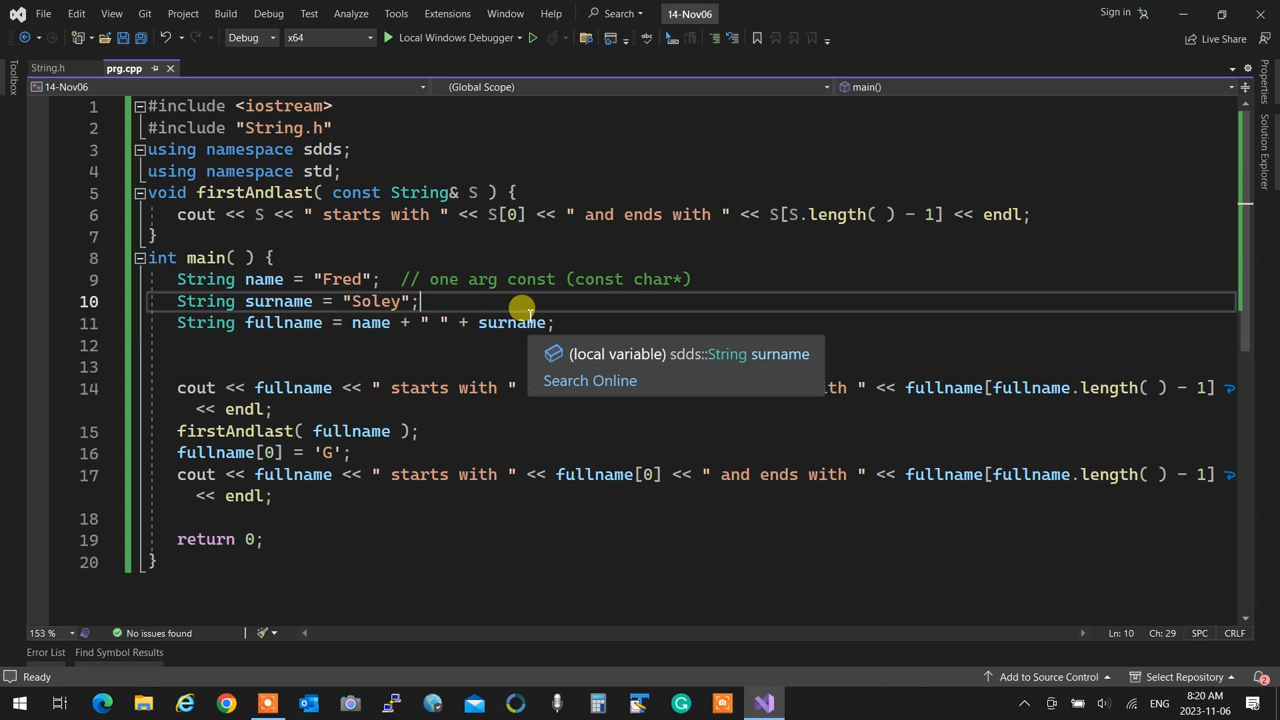 File Edit View Git Project Build Debug Test Analyze Tools Extensions Window Help Search 14-Nov06 Sign in
Debug x64 Local Windows Debugger Live Share
String.h prg.cpp
14-Nov06 (Global Scope) main()
Toolbox
Properties
Solution Explorer
1 #include <iostream>
2 #include "String.h"
3 using namespace sdds;
4 using namespace std;
5 void firstAndlast( const String& S ) {
6 cout << S << " starts with " << S[0] << " and ends with " << S[S.length( ) - 1] << endl;
7 }
8 int main( ) {
9 String name = "Fred"; // one arg const (const char*)
10 String surname = "Soley";
11 String fullname = name + " " + surname;
12
(local variable) sdds::String surname
13
Search Online
14 cout << fullname << " starts with " th " << fullname[fullname.length( ) - 1]
<< endl;
15 firstAndlast( fullname );
16 fullname[0] = 'G';
17 cout << fullname << " starts with " << fullname[0] << " and ends with " << fullname[fullname.length( ) - 1]
<< endl;
18
19 return 0;
20 }
153 % No issues found Ln: 10 Ch: 29 SPC CRLF
Error List Find Symbol Results
Ready Add to Source Control Select Repository 2
8:20 AM
2023-11-06